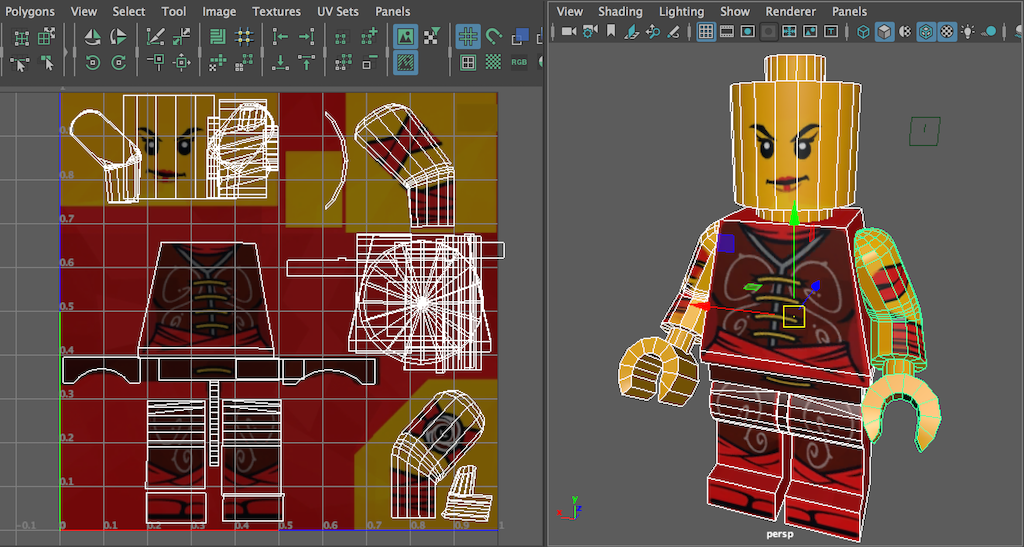 Polygons View Select Tool Image Textures UV Sets Panels
View Shading Lighting Show Renderer Panels
RGB
0.8
0.7
0.6
0.5
0.4
0.3
0.2
0.1
-0.1 0 0.1 0.2 0.3 0.4 0.5 0.6 0.7 0.8 0.9 1
y
z
persp